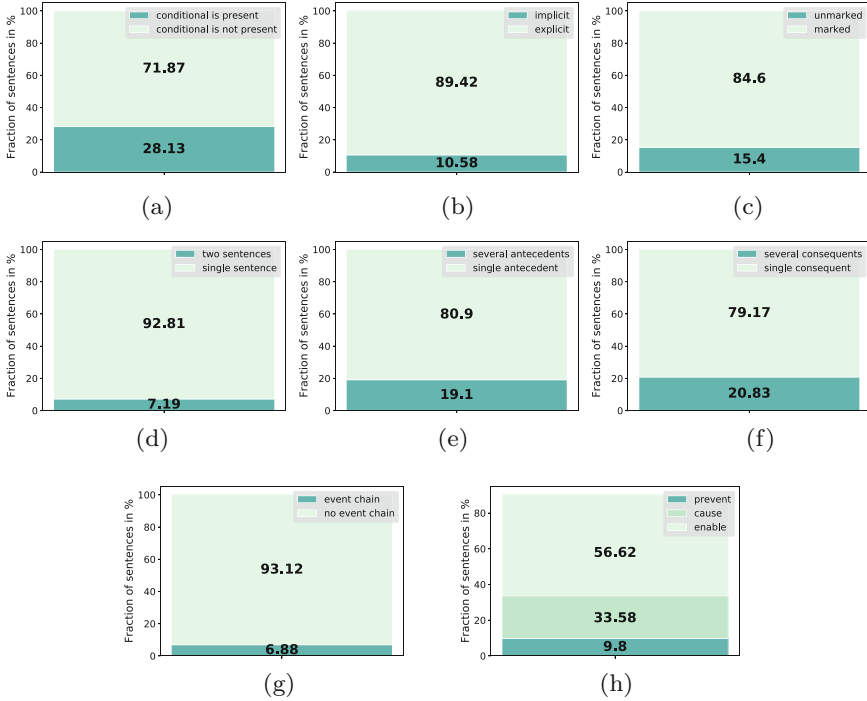 Fraction of sentences in %
100
80
60
40
20
0
conditional is present
conditional is not present
71.87
28.13
(a)
Fraction of sentences in %
100
80
60
40
20
0
implicit
explicit
89.42
10.58
(b)
Fraction of sentences in %
100
80
60
40
20
0
unmarked
marked
84.6
15.4
(c)
Fraction of sentences in %
100
80
60
40
20
0
two sentences
single sentence
92.81
7.19
(d)
Fraction of sentences in %
100
80
60
40
20
0
several antecedents
single antecedent
80.9
19.1
(e)
Fraction of sentences in %
100
80
60
40
20
0
several consequents
single consequent
79.17
20.83
(f)
Fraction of sentences in %
100
80
60
40
20
0
event chain
no event chain
93.12
6.88
(g)
Fraction of sentences in %
80
60
40
20
0
prevent
cause
enable
56.62
33.58
9.8
(h)